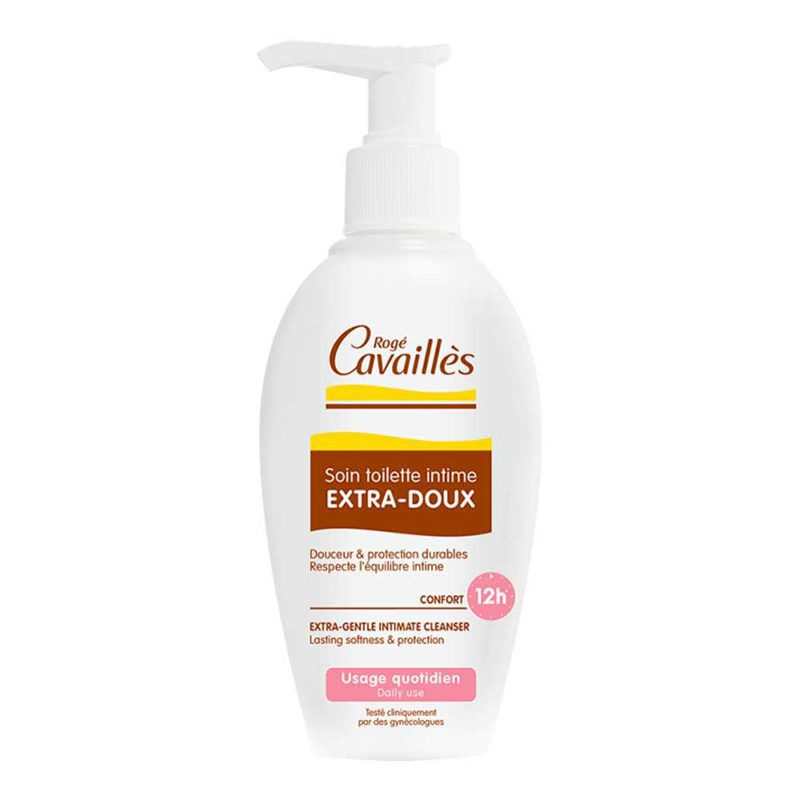 Rogé
Cavaillès
Soin toilette intime
EXTRA-DOUX
Douceur & protection durables
Respecte l'équilibre intime
CONFORT 12h
EXTRA-GENTLE INTIMATE CLEANSER
Lasting softness & protection
Usage quotidien
Daily use
Testé cliniquement
par des gynécologues